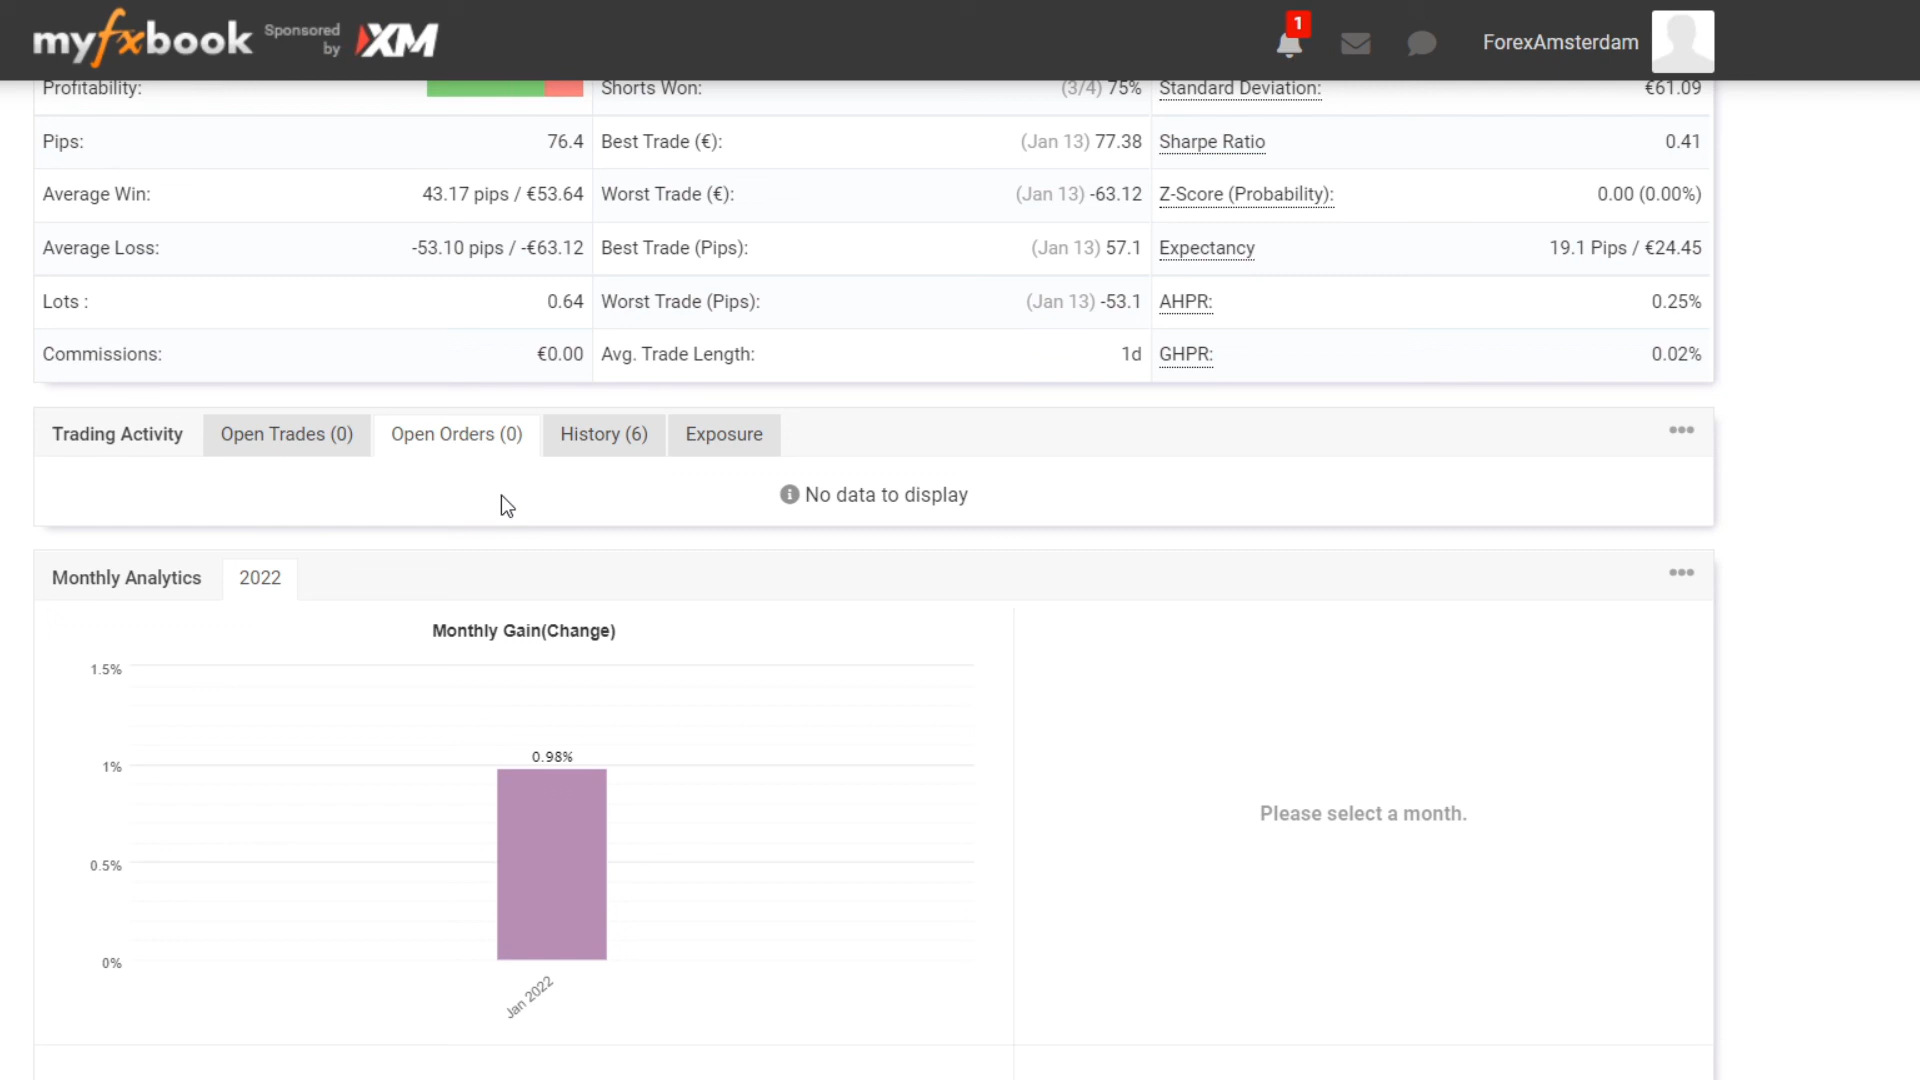 myfxbook Sponsored by XM 1 ForexAmsterdam
Profitability: Shorts Won: (3/4) 75% Standard Deviation: €61.09
Pips: 76.4 Best Trade (€): (Jan 13) 77.38 Sharpe Ratio 0.41
Average Win: 43.17 pips / €53.64 Worst Trade (€): (Jan 13) -63.12 Z-Score (Probability): 0.00 (0.00%)
Average Loss: -53.10 pips / -€63.12 Best Trade (Pips): (Jan 13) 57.1 Expectancy 19.1 Pips / €24.45
Lots : 0.64 Worst Trade (Pips): (Jan 13) -53.1 AHPR: 0.25%
Commissions: €0.00 Avg. Trade Length: 1d GHPR: 0.02%
Trading Activity Open Trades (0) Open Orders (0) History (6) Exposure
No data to display
Monthly Analytics 2022
Monthly Gain(Change)
1.5%
0.98%
1%
Please select a month.
0.5%
0%
Jan 2022